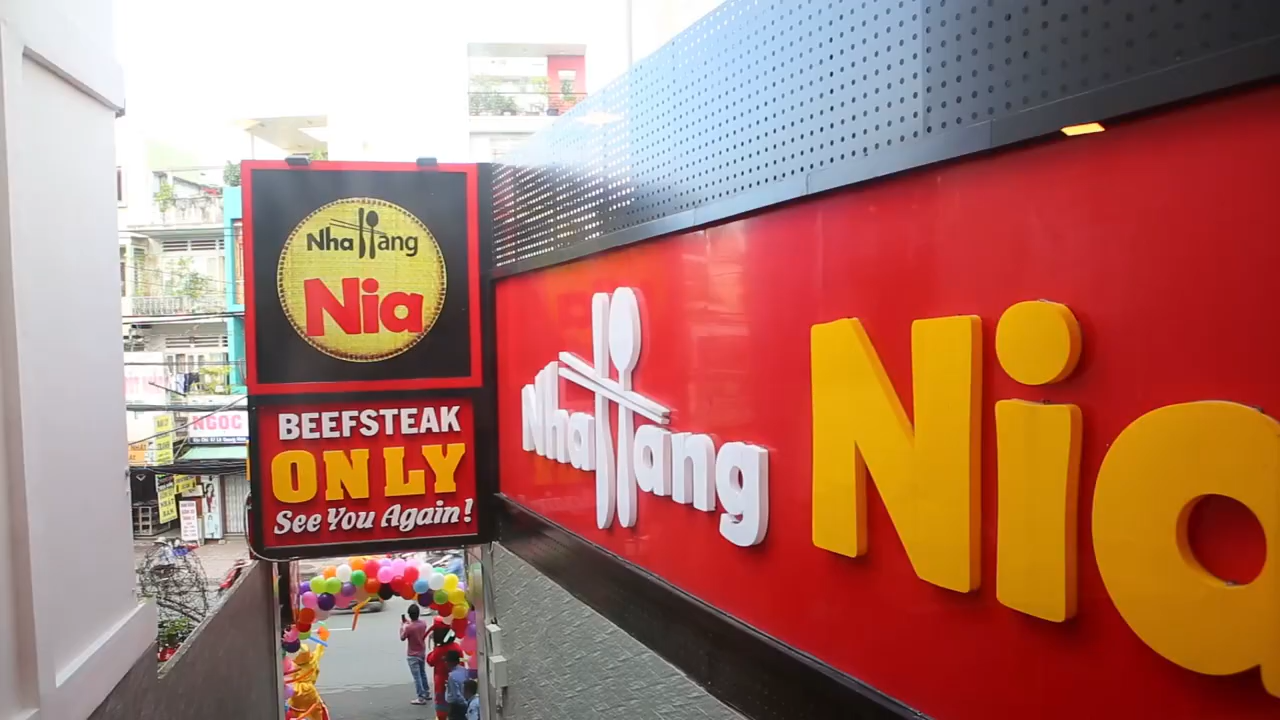 Nha Hang
Nia
BEEFSTEAK
ONLY
See You Again!
Nha Hang
Nia
NGOC